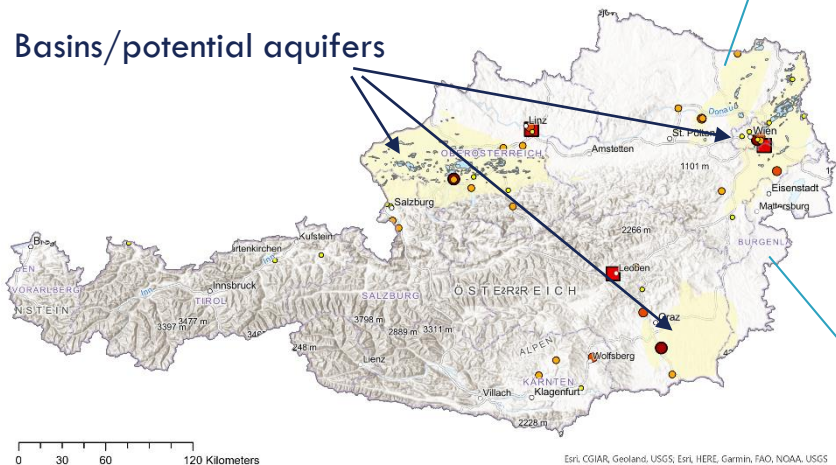 Basins/potential aquifers
Linz
Donau
St. Pölten
Wien
OBERÖSTERREICH
Amstetten
1101 m
Eisenstadt
Mattersburg
Salzburg
2266 m
BURGENL
Kufstein
Leoben
VORARLBERG
Inn
Innsbruck
TIROL
SALZBURG
ÖSTERREICH
NSTEIN
3477 m
3397 m
3798 m
2889 m
3311 m
Graz
248 m
Lienz
ALPEN
Wolfsberg
KÄRNTEN
Villach
Klagenfurt
2228 m
0 30 60 120 Kilometers
Esri, CGIAR, Geoland, USGS, Esri, HERE, Garmin, FAO, NOAA, USGS